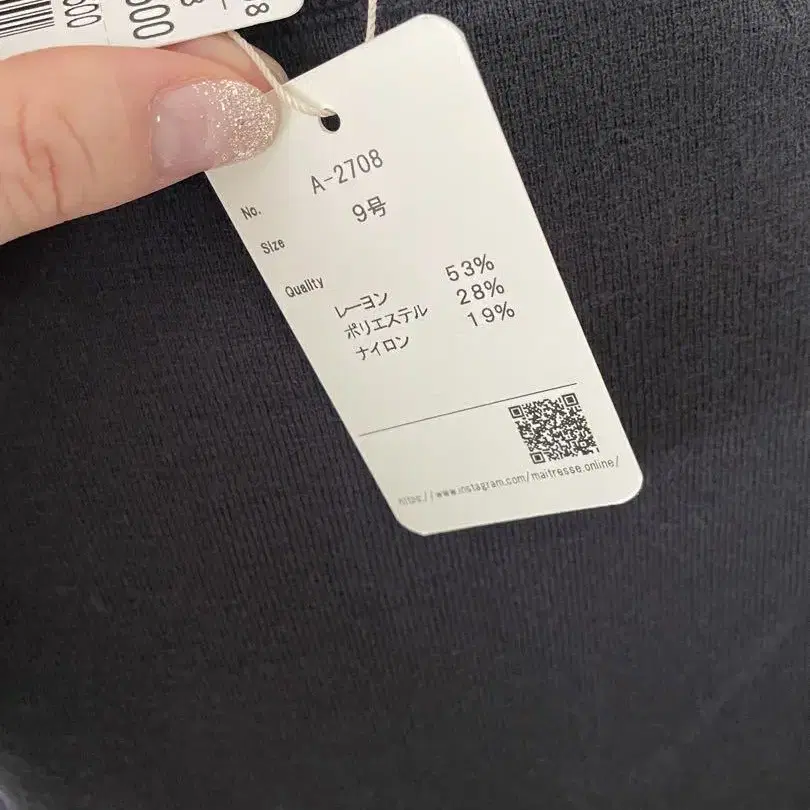 No. A-2708
Size 9号
Quality
レーヨン 53%
ポリエステル 28%
ナイロン 19%
https://www.instagram.com/maitresse.online/